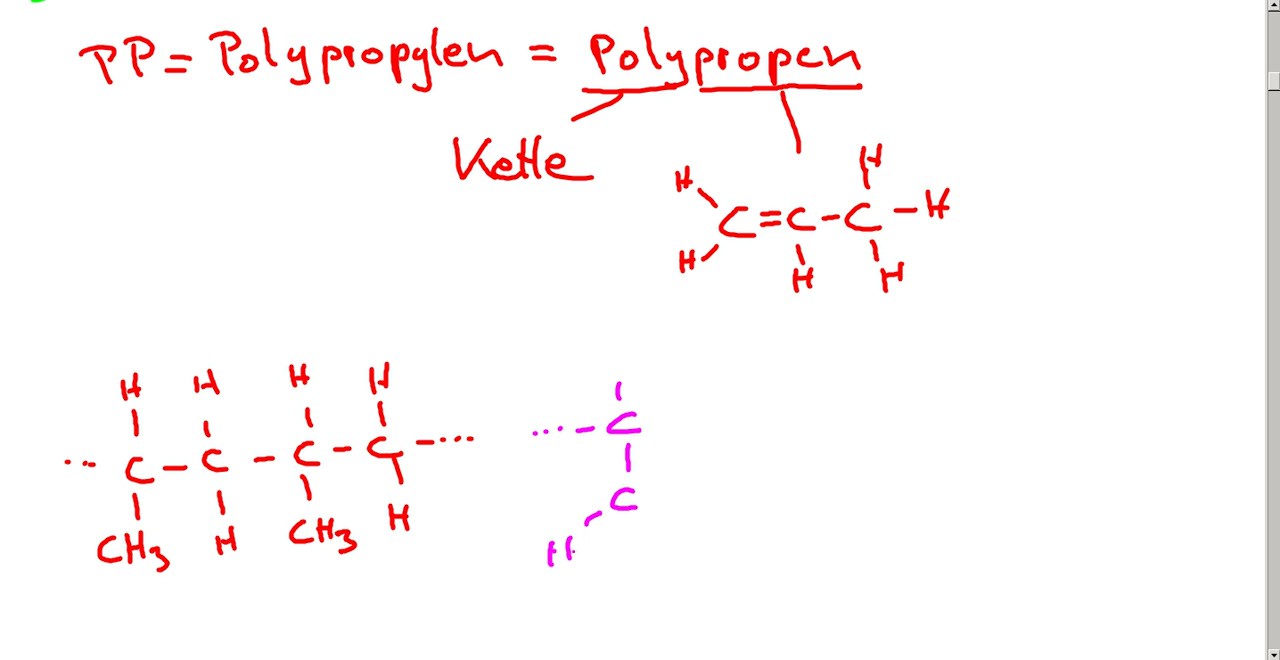 PP = Polypropylen = Polypropen
Kette
H H
C=C-C-H
H H H
H H H H
... C - C - C - C - ...
CH3 H CH3 H
... - C
C
H